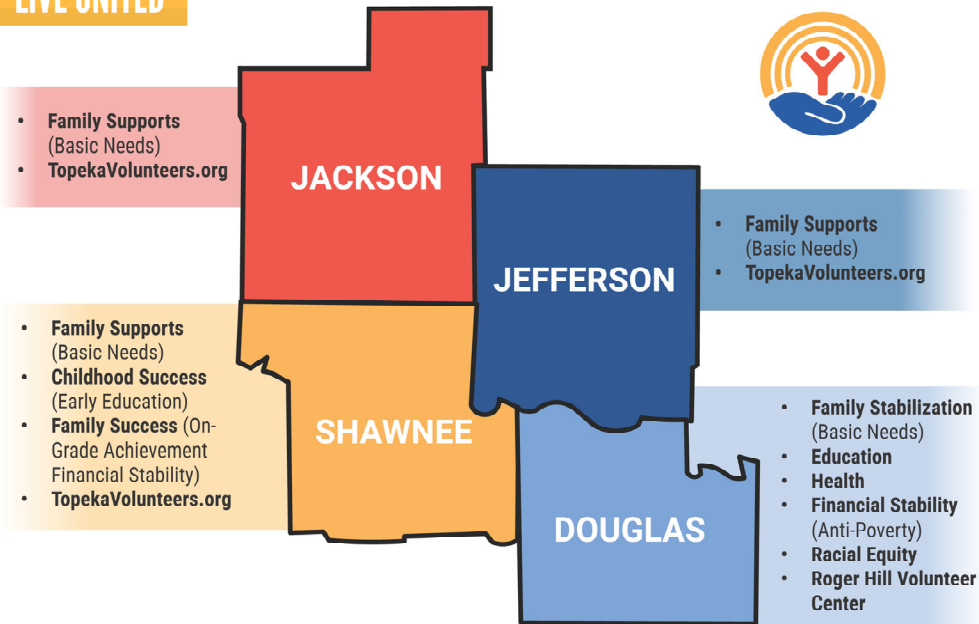 LIVE UNITED
• Family Supports
(Basic Needs)
• TopekaVolunteers.org
JACKSON
JEFFERSON
• Family Supports
(Basic Needs)
• TopekaVolunteers.org
• Family Supports
(Basic Needs)
• Childhood Success
(Early Education)
• Family Success (On-
Grade Achievement
Financial Stability)
• TopekaVolunteers.org
SHAWNEE
DOUGLAS
• Family Stabilization
(Basic Needs)
• Education
• Health
• Financial Stability
(Anti-Poverty)
• Racial Equity
• Roger Hill Volunteer
Center